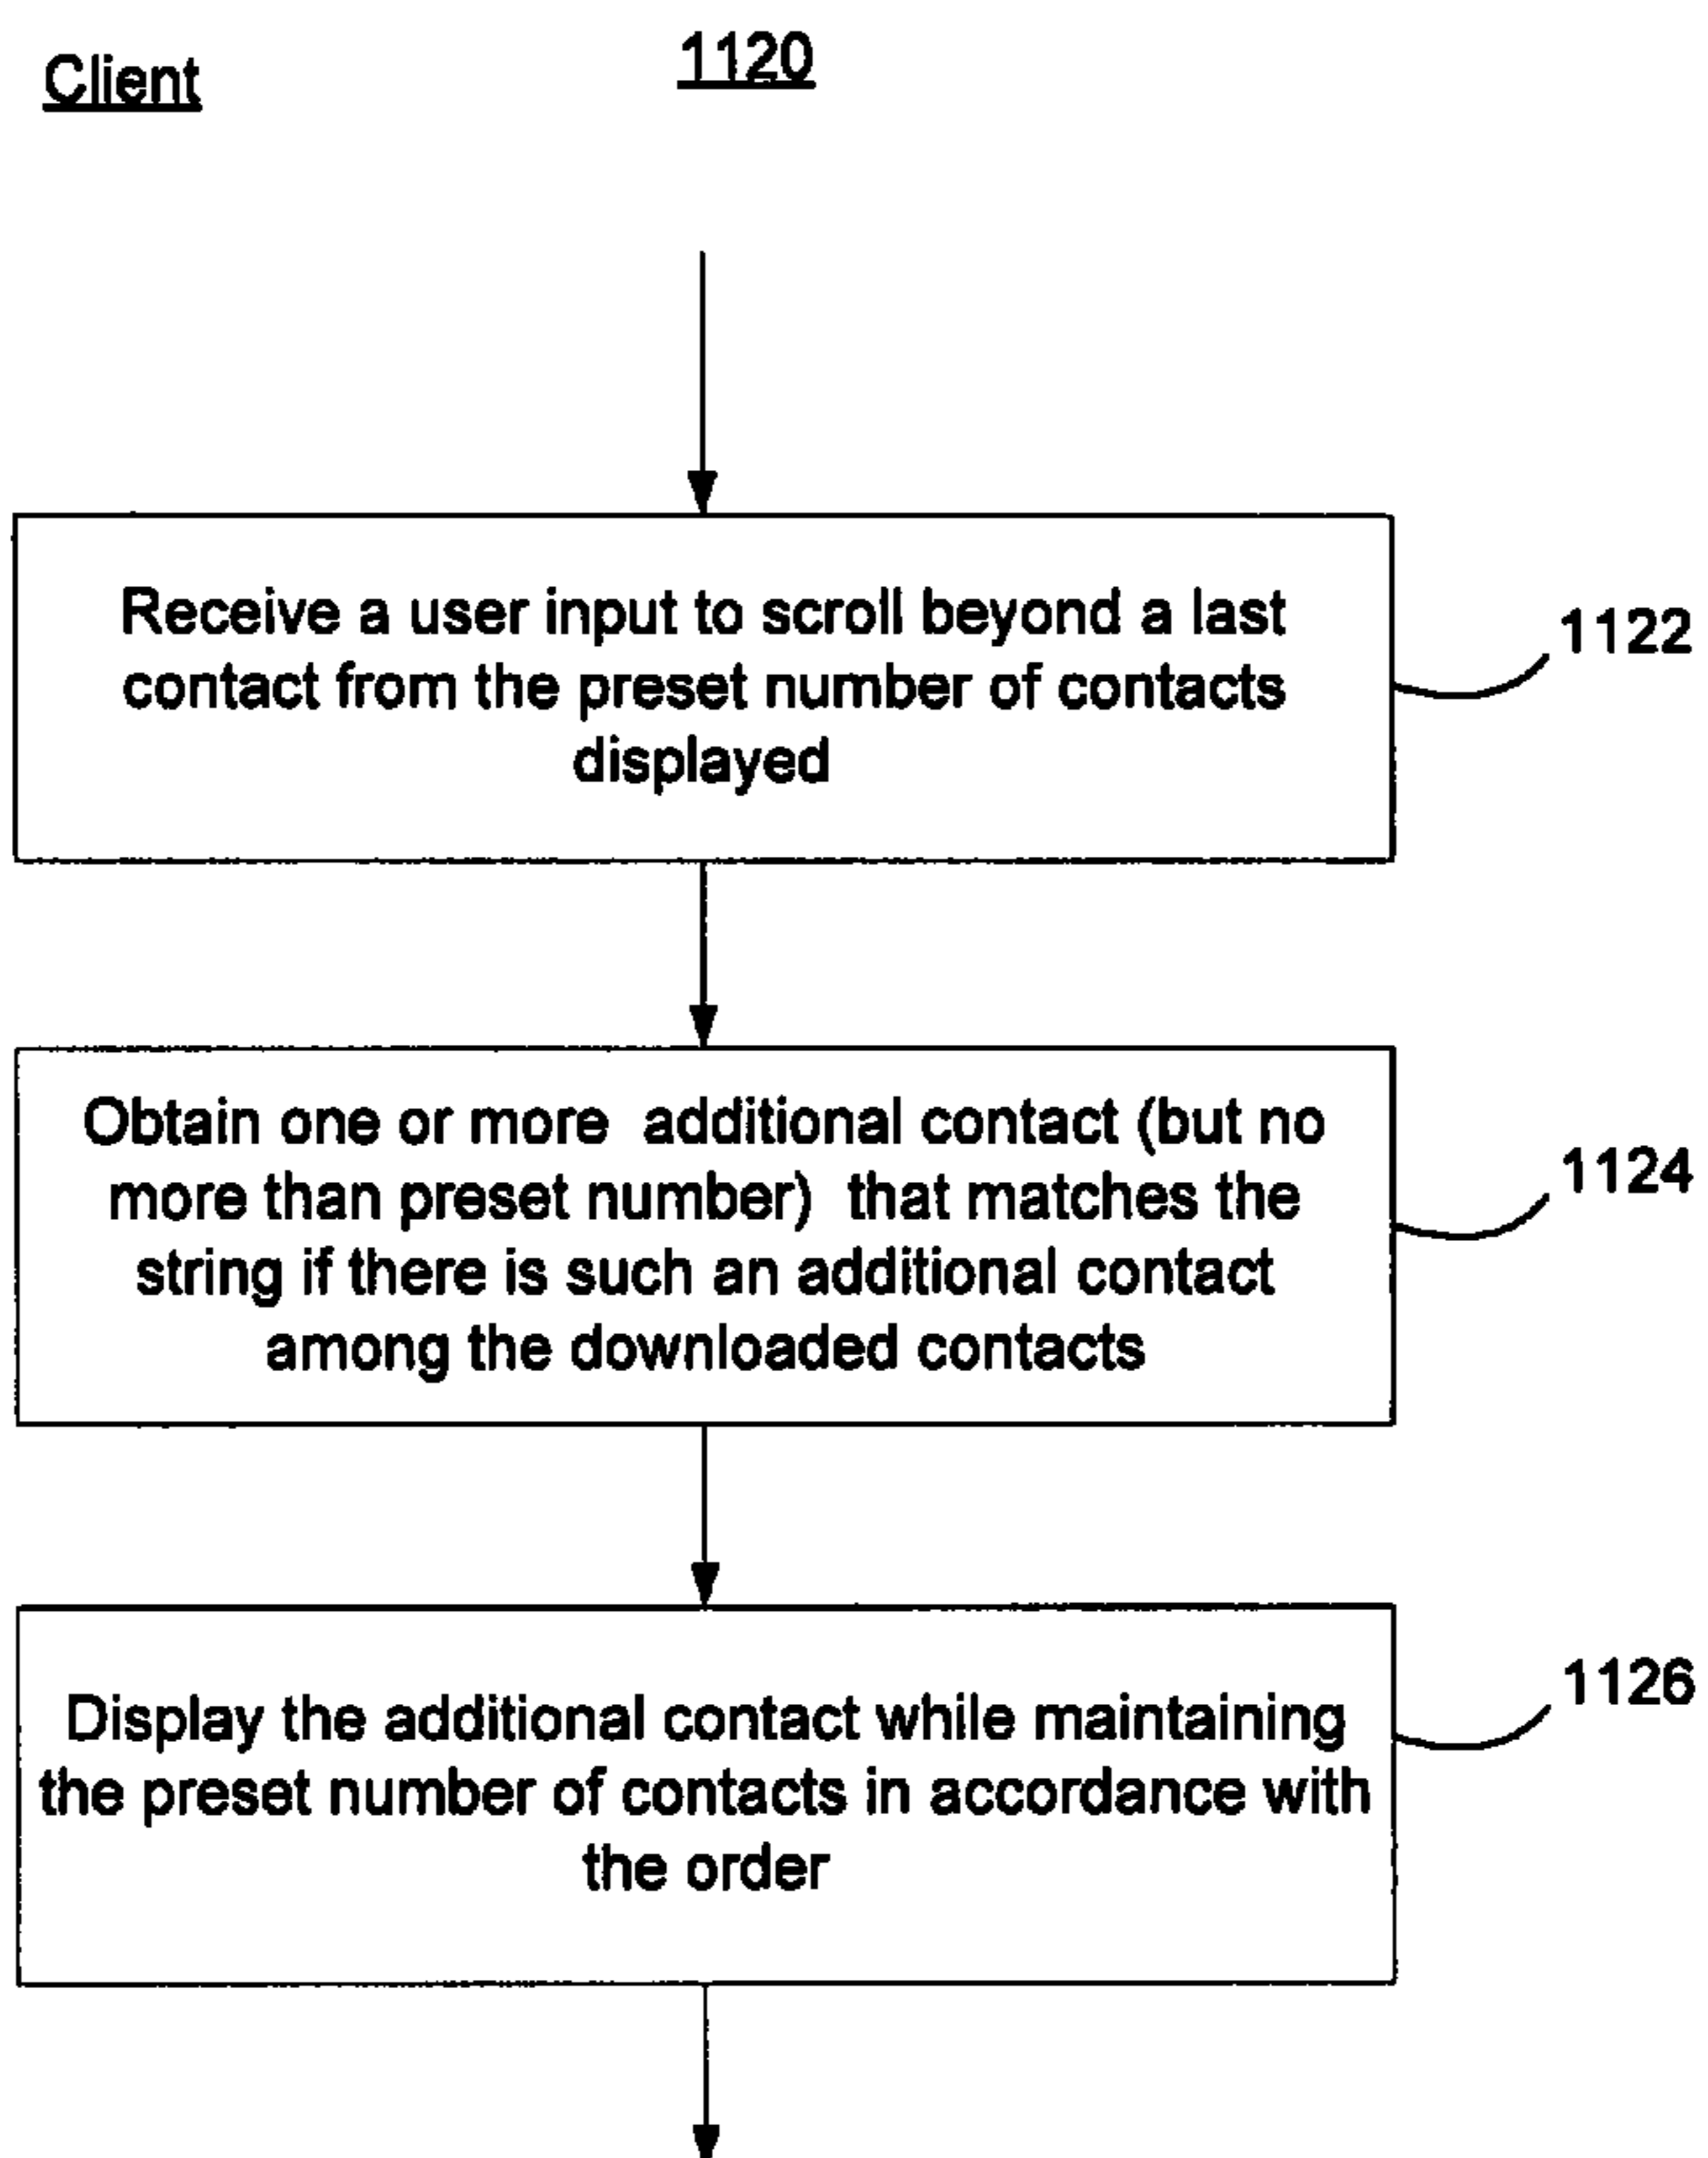 Client
1120
Receive a user input to scroll beyond a last
contact from the preset number of contacts
displayed
1122
Obtain one or more additional contact (but no
more than preset number) that matches the
string if there is such an additional contact
among the downloaded contacts
1124
Display the additional contact while maintaining
the preset number of contacts in accordance with
the order
1126